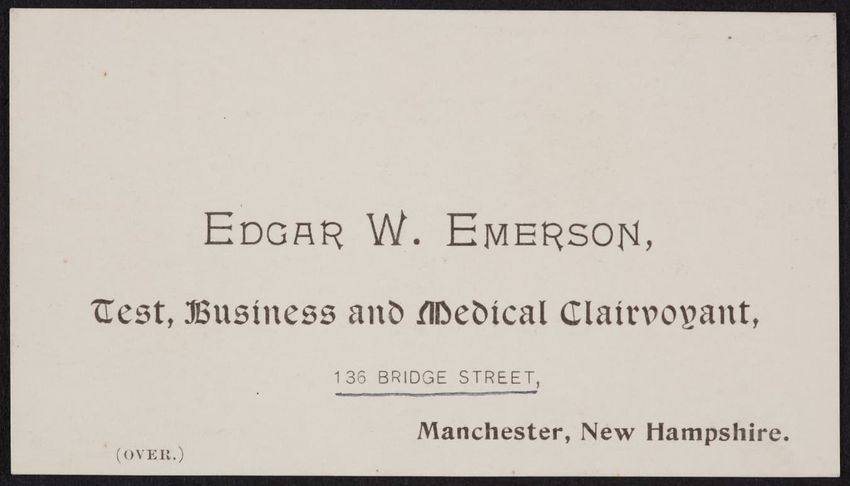 EDGAR W. EMERSON,
Test, Business and Medical Clairvoyant,
136 BRIDGE STREET,
Manchester, New Hampshire.
(OVER.)